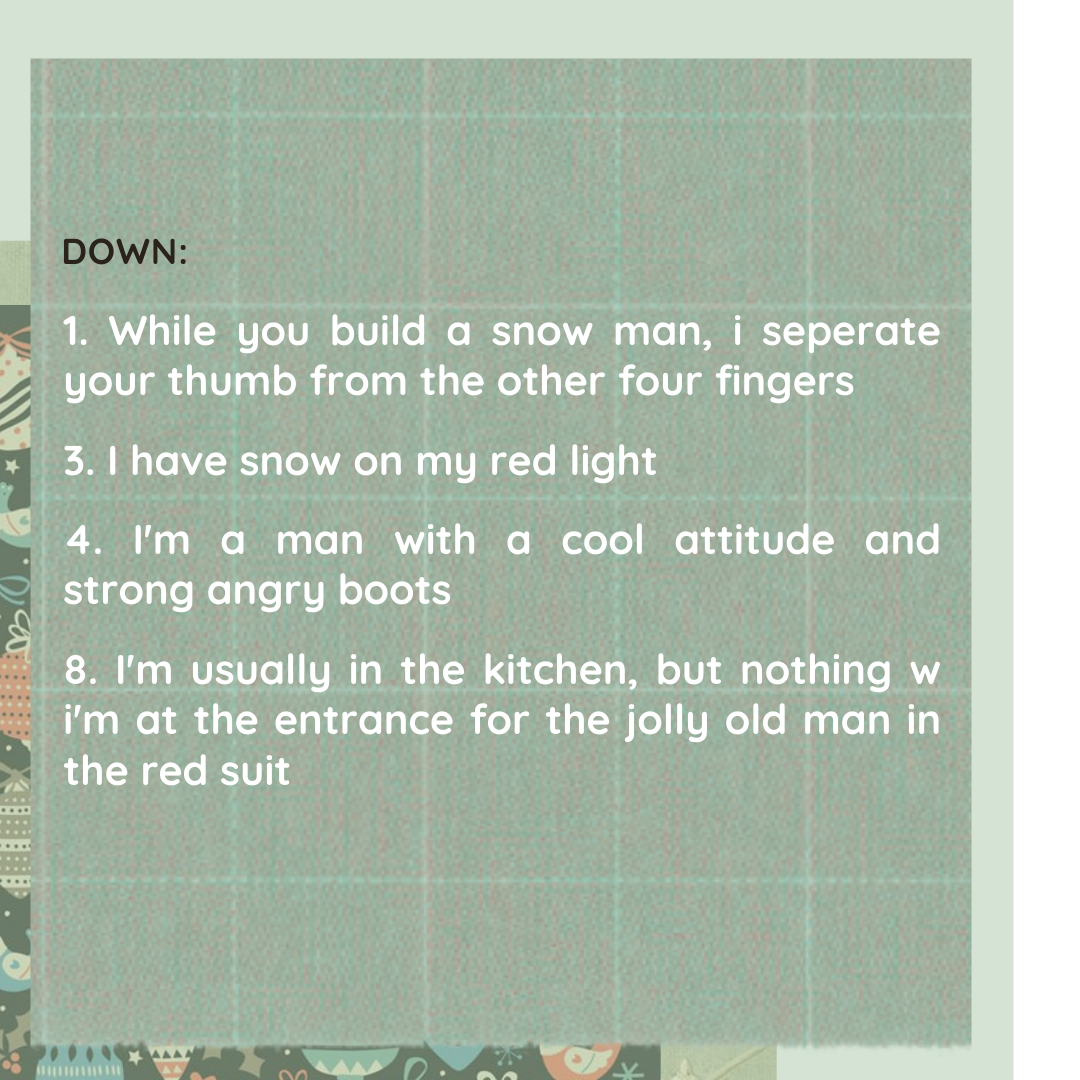 DOWN:
1. While you build a snow man, i seperate
your thumb from the other four fingers
3. I have snow on my red light
4. I'm a man with a cool attitude and
strong angry boots
8. I'm usually in the kitchen, but nothing w
i'm at the entrance for the jolly old man in
the red suit